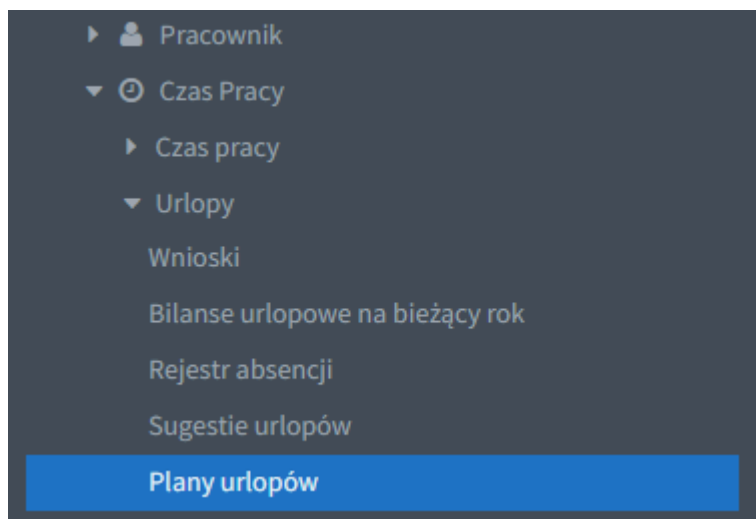 Pracownik
Czas Pracy
Czas pracy
Urlopy
Wnioski
Bilanse urlopowe na bieżący rok
Rejestr absencji
Sugestie urlopów
Plany urlopów